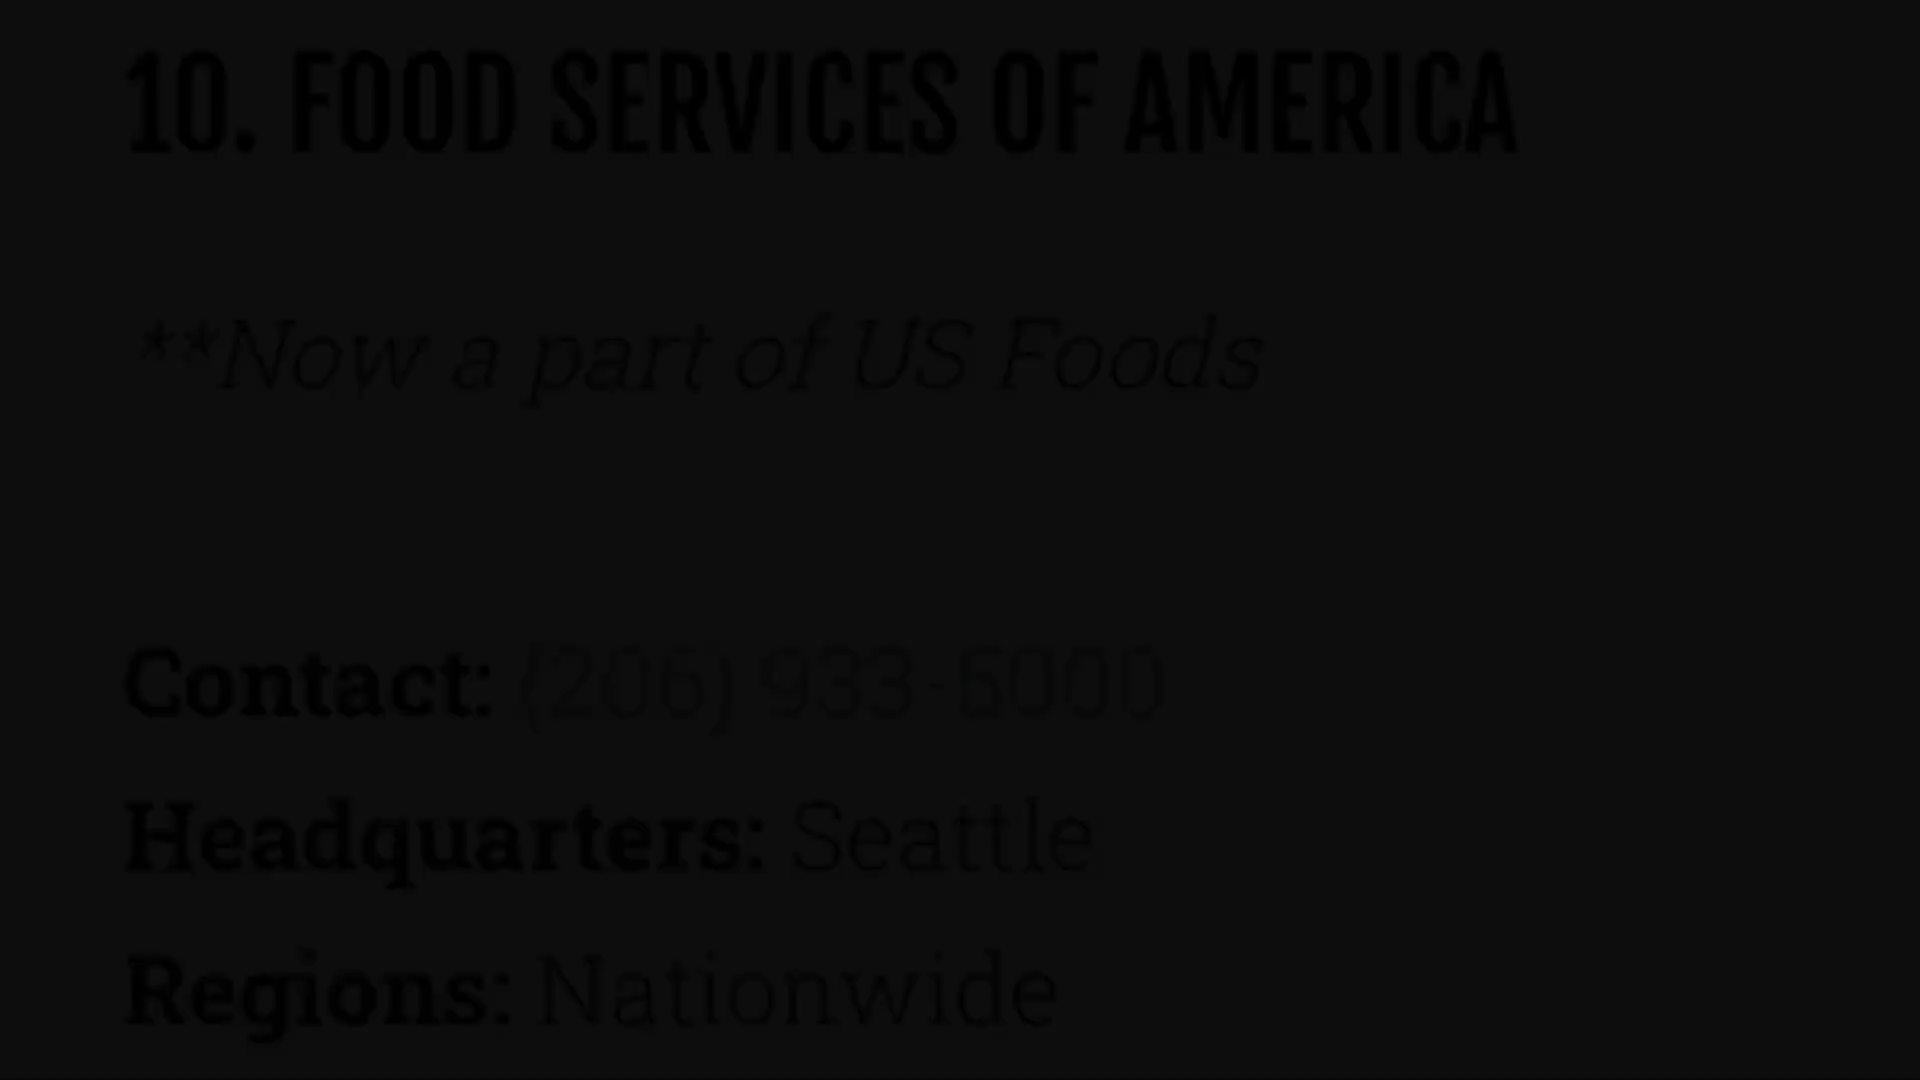 10. FOOD SERVICES OF AMERICA
**Now a part of US Foods
Contact: (206) 933-5000
Headquarters: Seattle
Regions: Nationwide